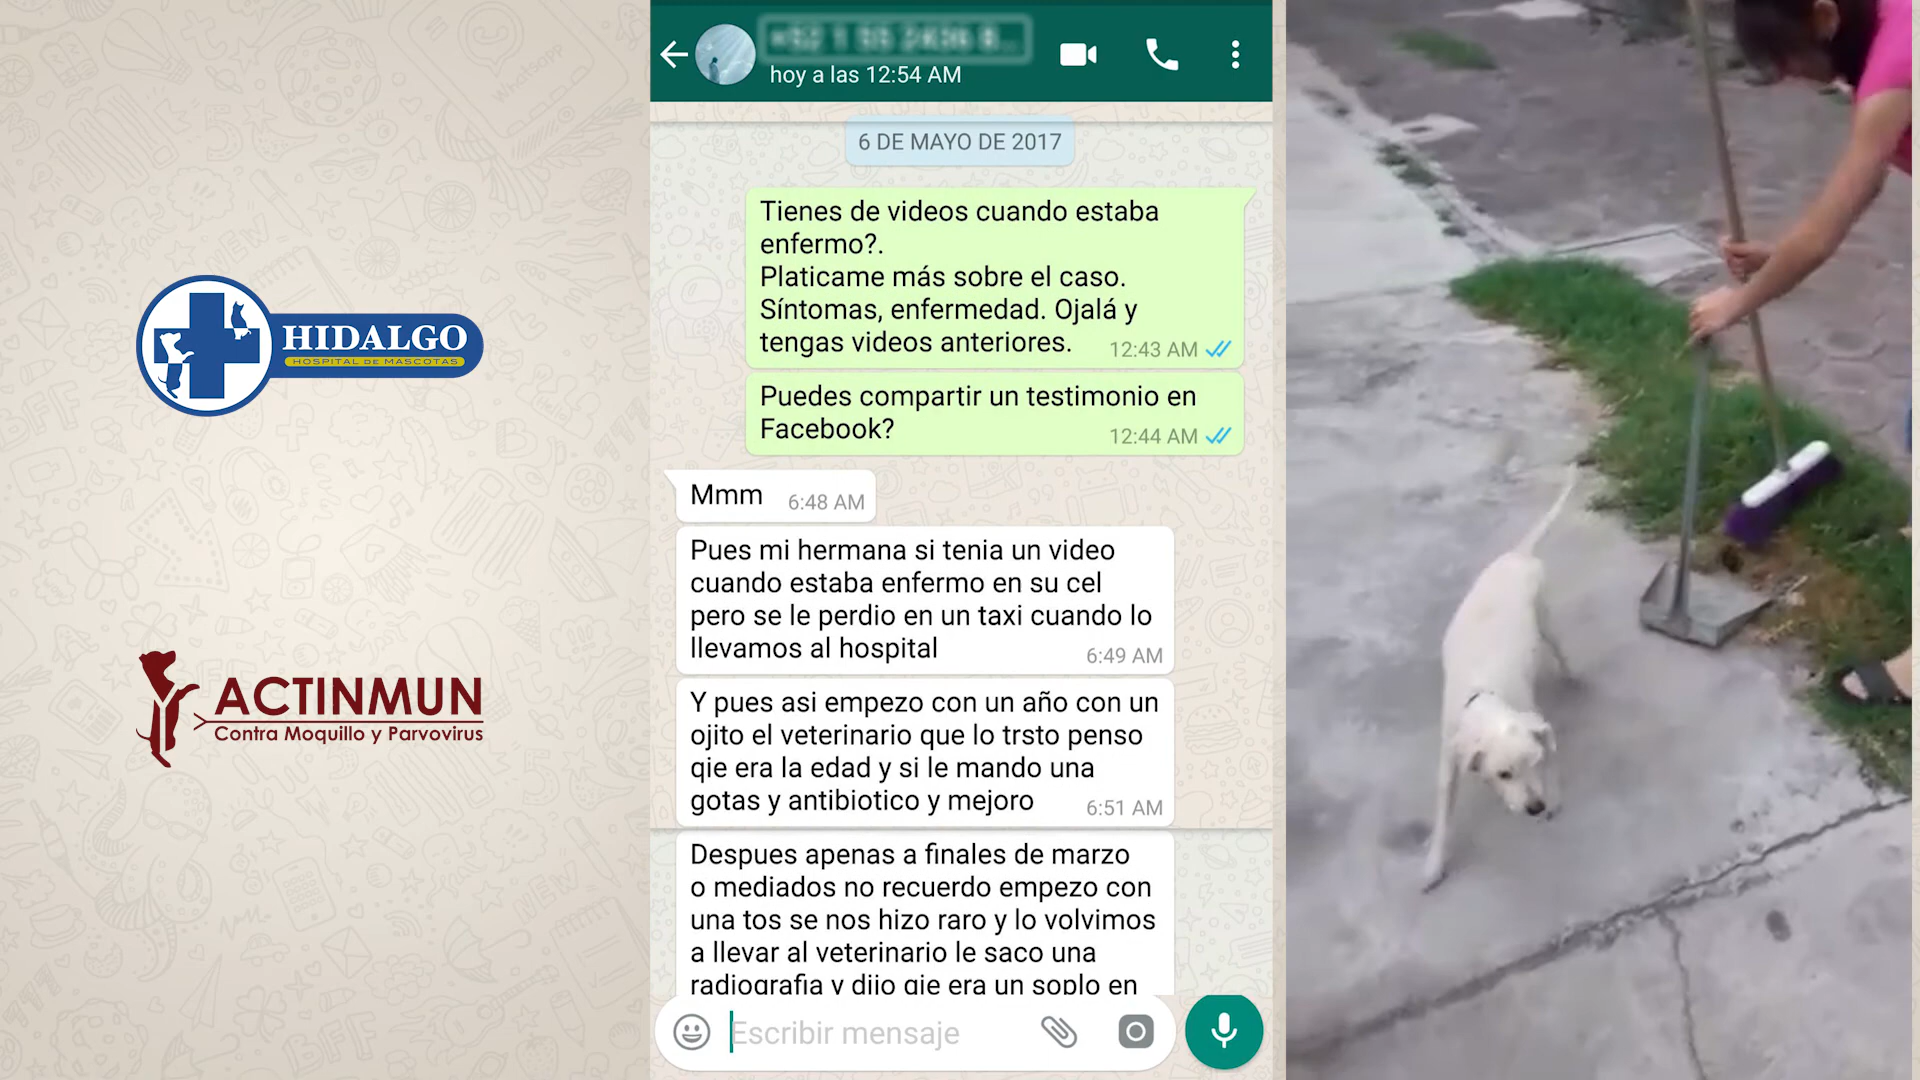 HIDALGO
HOSPITAL DE MASCOTAS
ACTINMUN
Contra Moquillo y Parvovirus
hoy a las 12:54 AM
6 DE MAYO DE 2017
Tienes de videos cuando estaba
enfermo?.
Platicame más sobre el caso.
Síntomas, enfermedad. Ojalá y
tengas videos anteriores. 12:43 AM
Puedes compartir un testimonio en
Facebook? 12:44 AM
Mmm 6:48 AM
Pues mi hermana si tenia un video
cuando estaba enfermo en su cel
pero se le perdio en un taxi cuando lo
llevamos al hospital 6:49 AM
Y pues asi empezo con un año con un
ojito el veterinario que lo trsto penso
qie era la edad y si le mando una
gotas y antibiotico y mejoro 6:51 AM
Despues apenas a finales de marzo
o mediados no recuerdo empezo con
una tos se nos hizo raro y lo volvimos
a llevar al veterinario le saco una
radiografia y dijo qie era un soplo en
Escribir mensaje